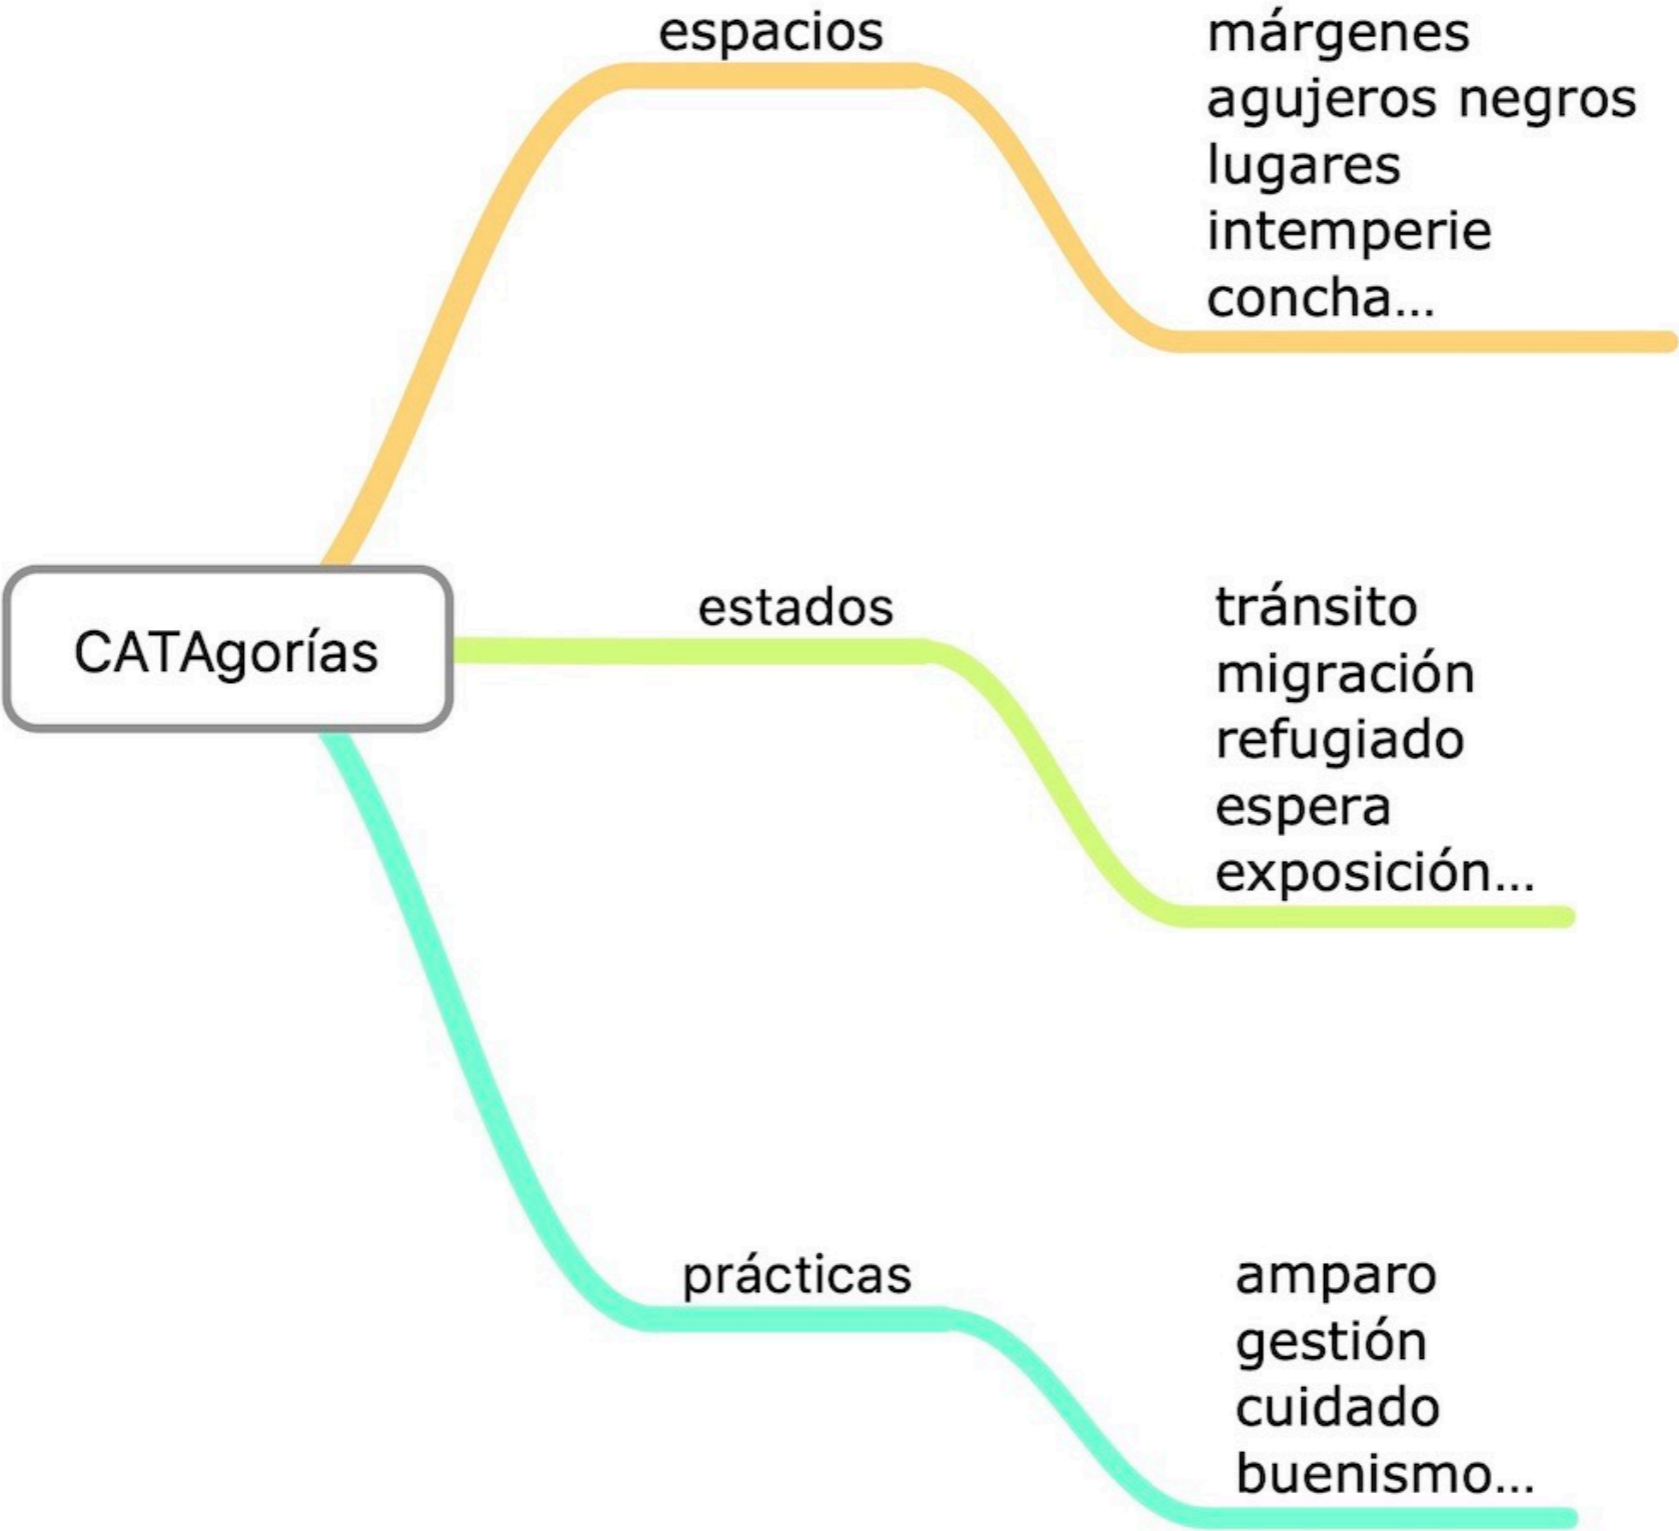 espacios
márgenes
agujeros negros
lugares
intemperie
concha...
CATAgorías
estados
tránsito
migración
refugiado
espera
exposición...
prácticas
amparo
gestión
cuidado
buenismo...